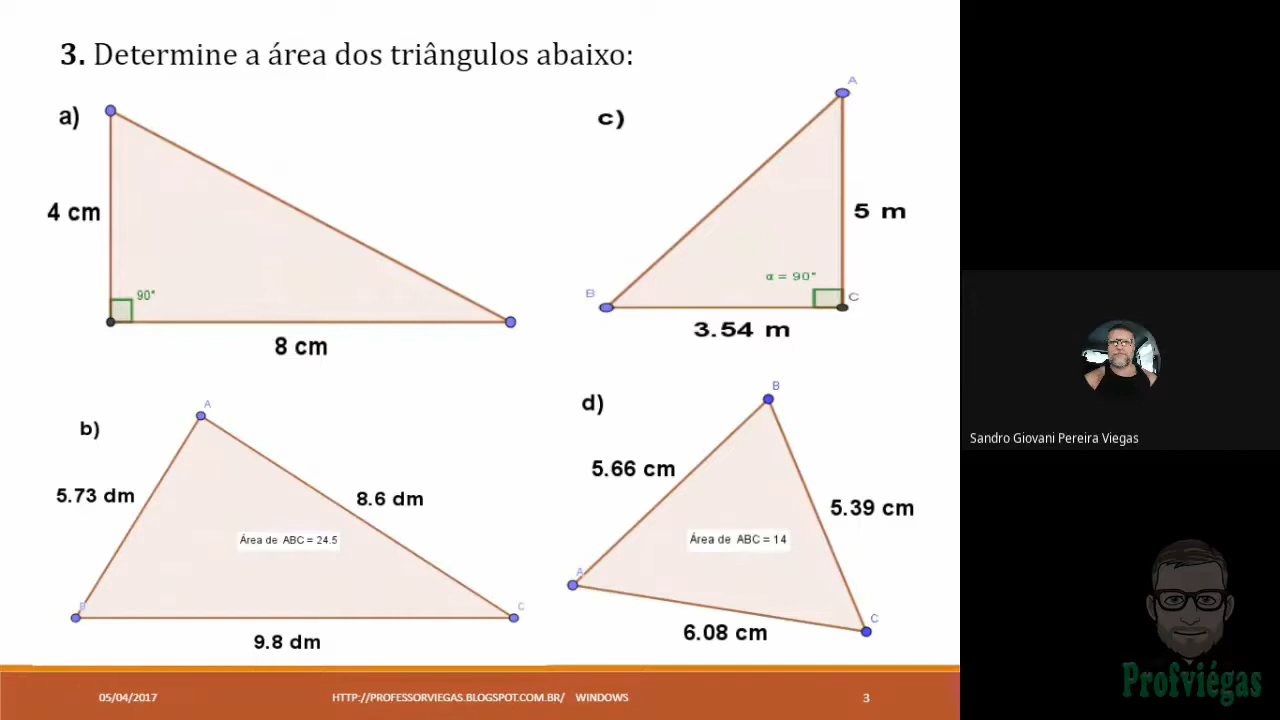 3. Determine a área dos triângulos abaixo:
a)
4 cm
90°
8 cm
c)
A
5 m
α = 90°
B
C
3.54 m
b)
A
5.73 dm
8.6 dm
Área de ABC = 24.5
B
C
9.8 dm
d)
B
5.66 cm
5.39 cm
Área de ABC = 14
A
C
6.08 cm
05/04/2017
HTTP://PROFESSORVIEGAS.BLOGSPOT.COM.BR/ WINDOWS
3
Sandro Giovani Pereira Viegas
Profviégas